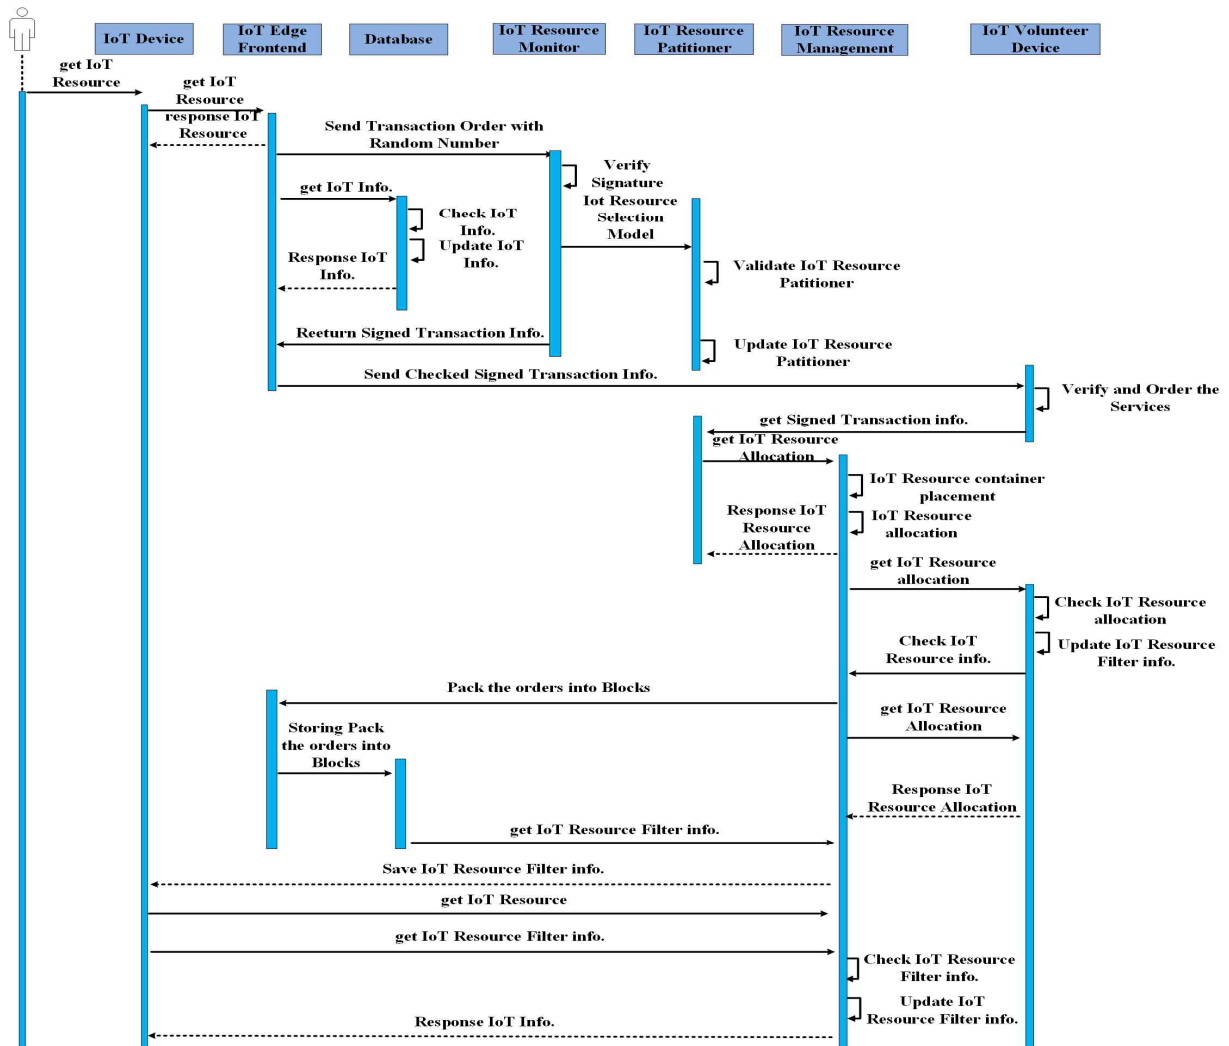 IoT Device
IoT Edge
Frontend
Database
IoT Resource
Monitor
IoT Resource
Patitioner
IoT Resource
Management
IoT Volunteer
Device
get IoT
Resource
get IoT
Resource
response IoT
Resource
Send Transaction Order with
Random Number
Verify
Signature
get IoT Info.
Iot Resource
Selection
Model
Check IoT
Info.
Update IoT
Info.
Response IoT
Info.
Validate IoT Resource
Patitioner
Reeturn Signed Transaction Info.
Update IoT Resource
Patitioner
Send Checked Signed Transaction Info.
Verify and Order the
Services
get Signed Transaction info.
get IoT Resource
Allocation
IoT Resource container
placement
Response IoT
Resource
Allocation
IoT Resource
allocation
get IoT Resource
allocation
Check IoT Resource
allocation
Check IoT
Resource info.
Update IoT Resource
Filter info.
Pack the orders into Blocks
get IoT Resource
Allocation
Storing Pack
the orders into
Blocks
Response IoT
Resource Allocation
get IoT Resource Filter info.
Save IoT Resource Filter info.
get IoT Resource
get IoT Resource Filter info.
Check IoT Resource
Filter info.
Update IoT
Resource Filter info.
Response IoT Info.